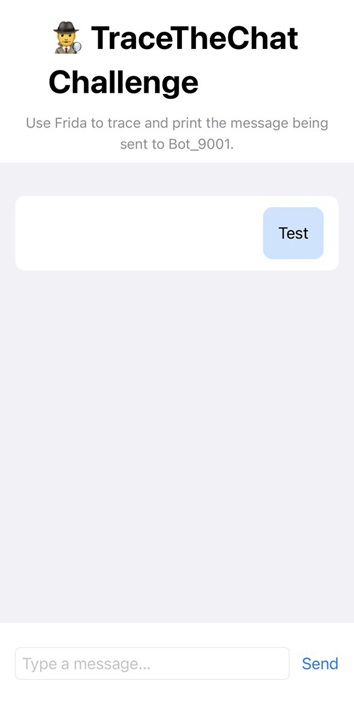 🕵️ TraceTheChat
Challenge
Use Frida to trace and print the message being
sent to Bot_9001.
Test
Type a message...
Send